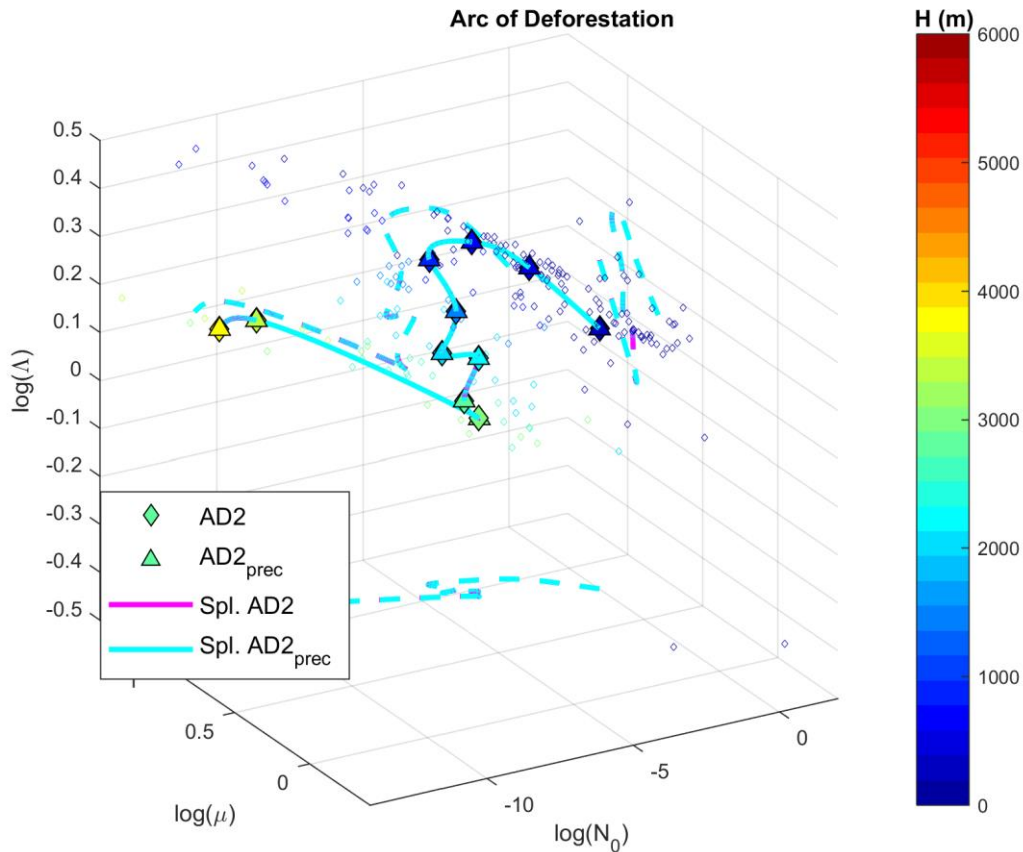 Arc of Deforestation
H (m)
6000
5000
4000
3000
2000
1000
0
log(Λ)
0.5
0.4
0.3
0.2
0.1
0
-0.1
-0.2
-0.3
-0.4
-0.5
AD2
AD2prec
Spl. AD2
Spl. AD2prec
0.5
0
log(μ)
-10
-5
0
log(N0)